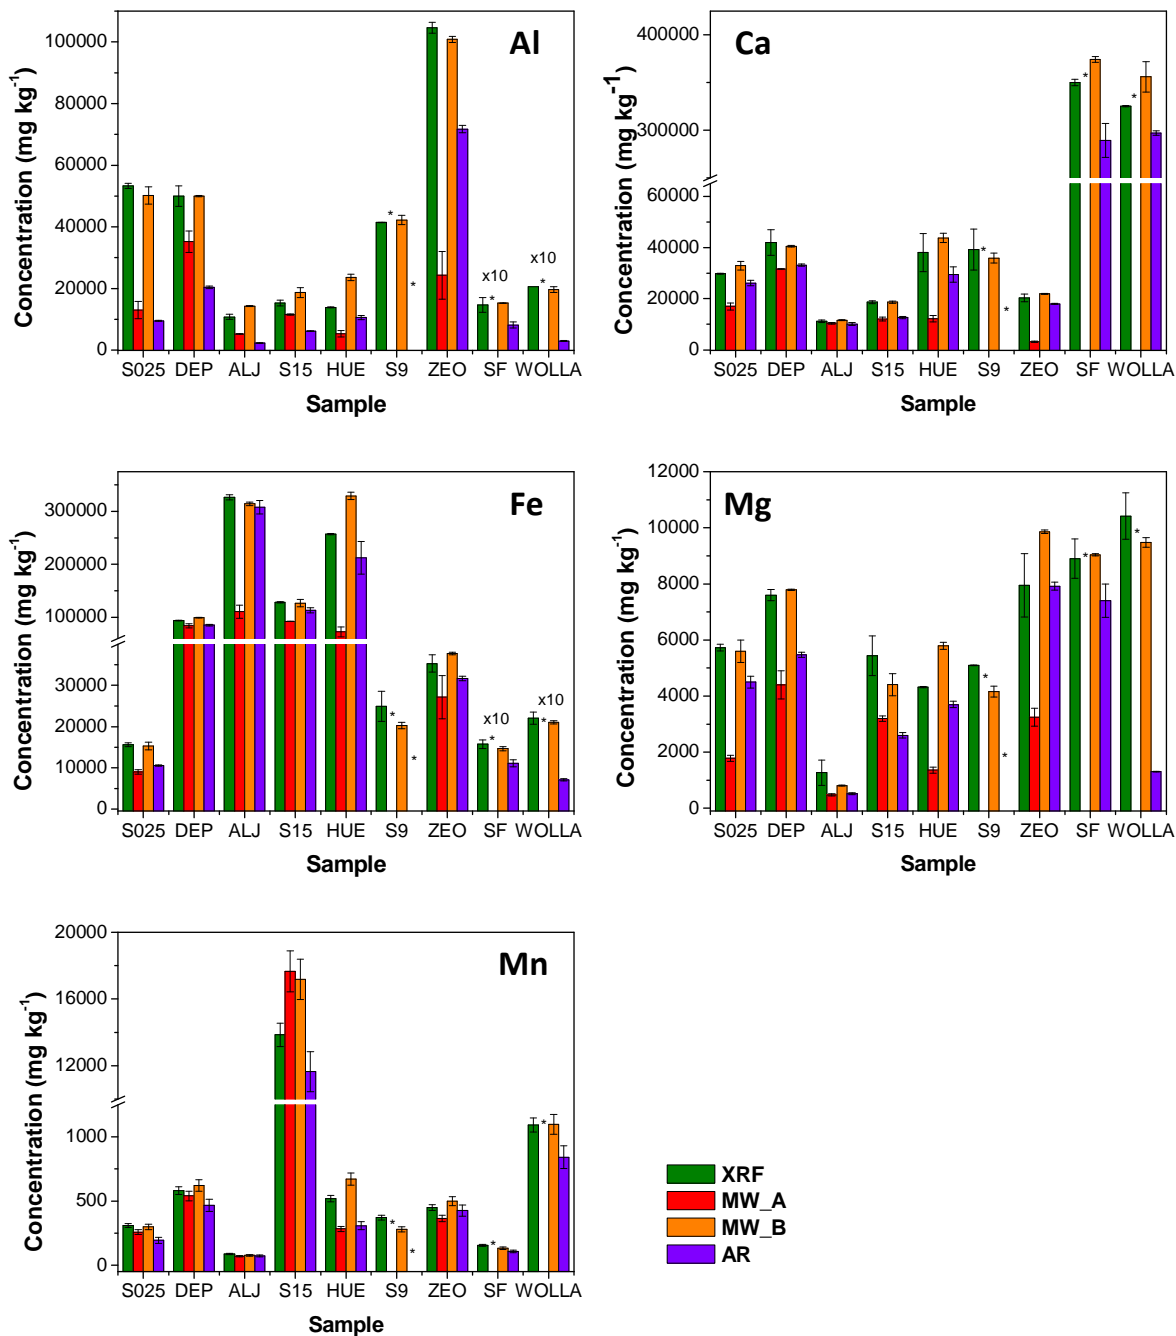 Al
Concentration (mg kg-1)
100000
80000
60000
40000
20000
0
*
*
x10
*
x10
*
S025 DEP ALJ S15 HUE S9 ZEO SF WOLLA
Sample
Ca
Concentration (mg kg-1)
400000
300000
60000
40000
20000
0
*
*
*
*
S025 DEP ALJ S15 HUE S9 ZEO SF WOLLA
Sample
Fe
Concentration (mg kg-1)
300000
200000
100000
30000
20000
10000
0
*
*
x10
*
x10
*
S025 DEP ALJ S15 HUE S9 ZEO SF WOLLA
Sample
Mg
Concentration (mg kg-1)
12000
10000
8000
6000
4000
2000
0
*
*
*
*
S025 DEP ALJ S15 HUE S9 ZEO SF WOLLA
Sample
Mn
Concentration (mg kg-1)
20000
16000
12000
1000
500
0
*
*
*
*
S025 DEP ALJ S15 HUE S9 ZEO SF WOLLA
Sample
XRF
MW_A
MW_B
AR